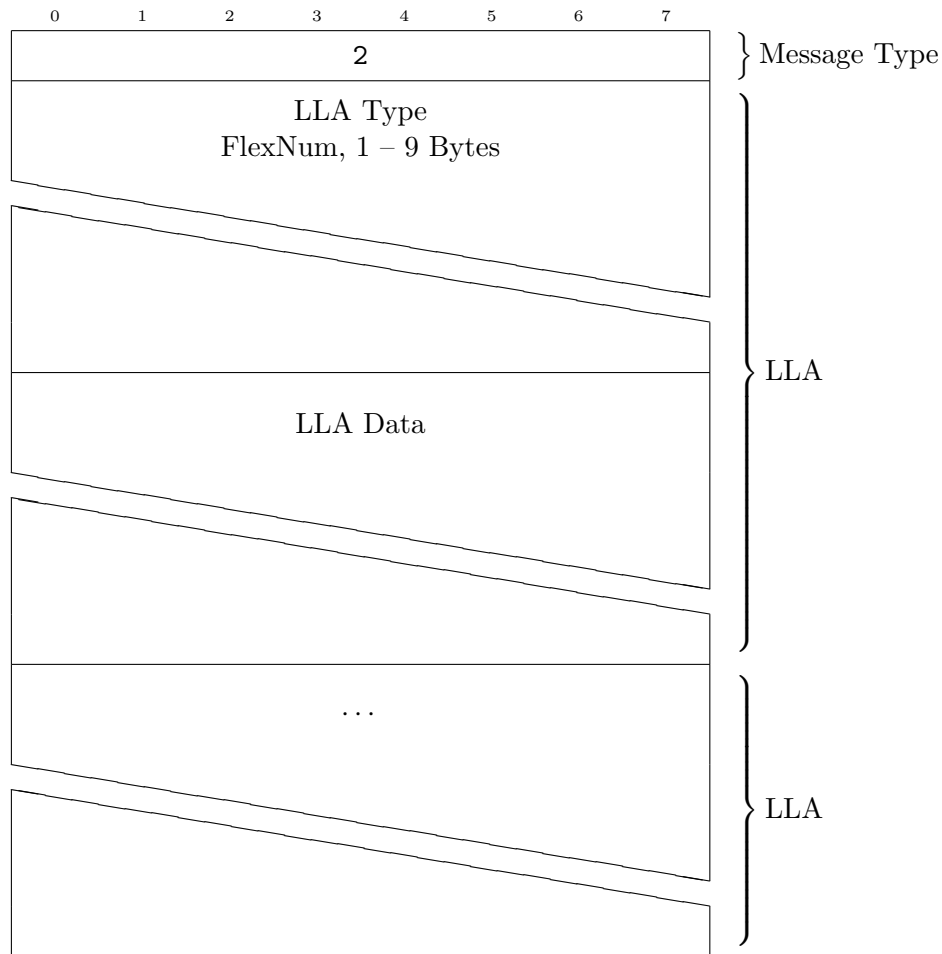 0 1 2 3 4 5 6 7
2
Message Type
LLA Type
FlexNum, 1 – 9 Bytes
LLA
LLA Data
...
LLA